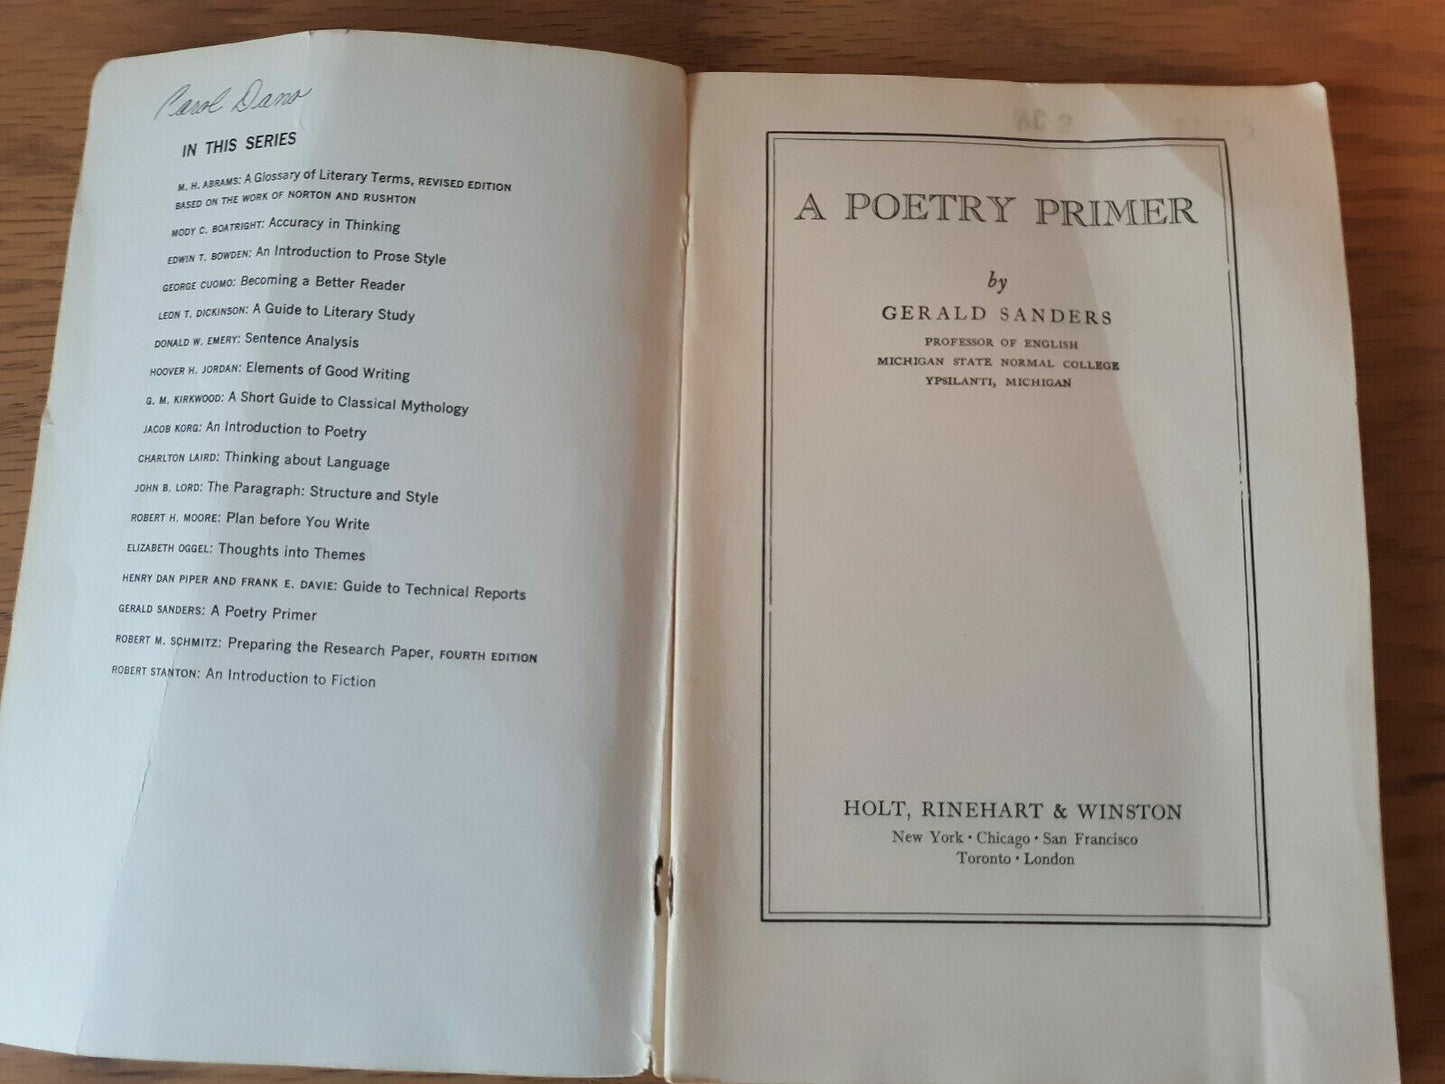 Carol Dano
IN THIS SERIES
M. H. ABRAMS: A Glossary of Literary Terms, REVISED EDITION
BASED ON THE WORK OF NORTON AND RUSHTON
MODY C. BOATRIGHT: Accuracy in Thinking
EDWIN T. BOWDEN: An Introduction to Prose Style
GEORGE CUOMO: Becoming a Better Reader
LEON T. DICKINSON: A Guide to Literary Study
DONALD W. EMERY: Sentence Analysis
HOOVER H. JORDAN: Elements of Good Writing
G. M. KIRKWOOD: A Short Guide to Classical Mythology
JACOB KORG: An Introduction to Poetry
CHARLTON LAIRD: Thinking about Language
JOHN B. LORD: The Paragraph: Structure and Style
ROBERT H. MOORE: Plan before You Write
ELIZABETH OGGEL: Thoughts into Themes
HENRY DAN PIPER AND FRANK E. DAVIE: Guide to Technical Reports
GERALD SANDERS: A Poetry Primer
ROBERT M. SCHMITZ: Preparing the Research Paper, FOURTH EDITION
ROBERT STANTON: An Introduction to Fiction
A POETRY PRIMER
by
GERALD SANDERS
PROFESSOR OF ENGLISH
MICHIGAN STATE NORMAL COLLEGE
YPSILANTI, MICHIGAN
HOLT, RINEHART & WINSTON
New York · Chicago · San Francisco
Toronto · London